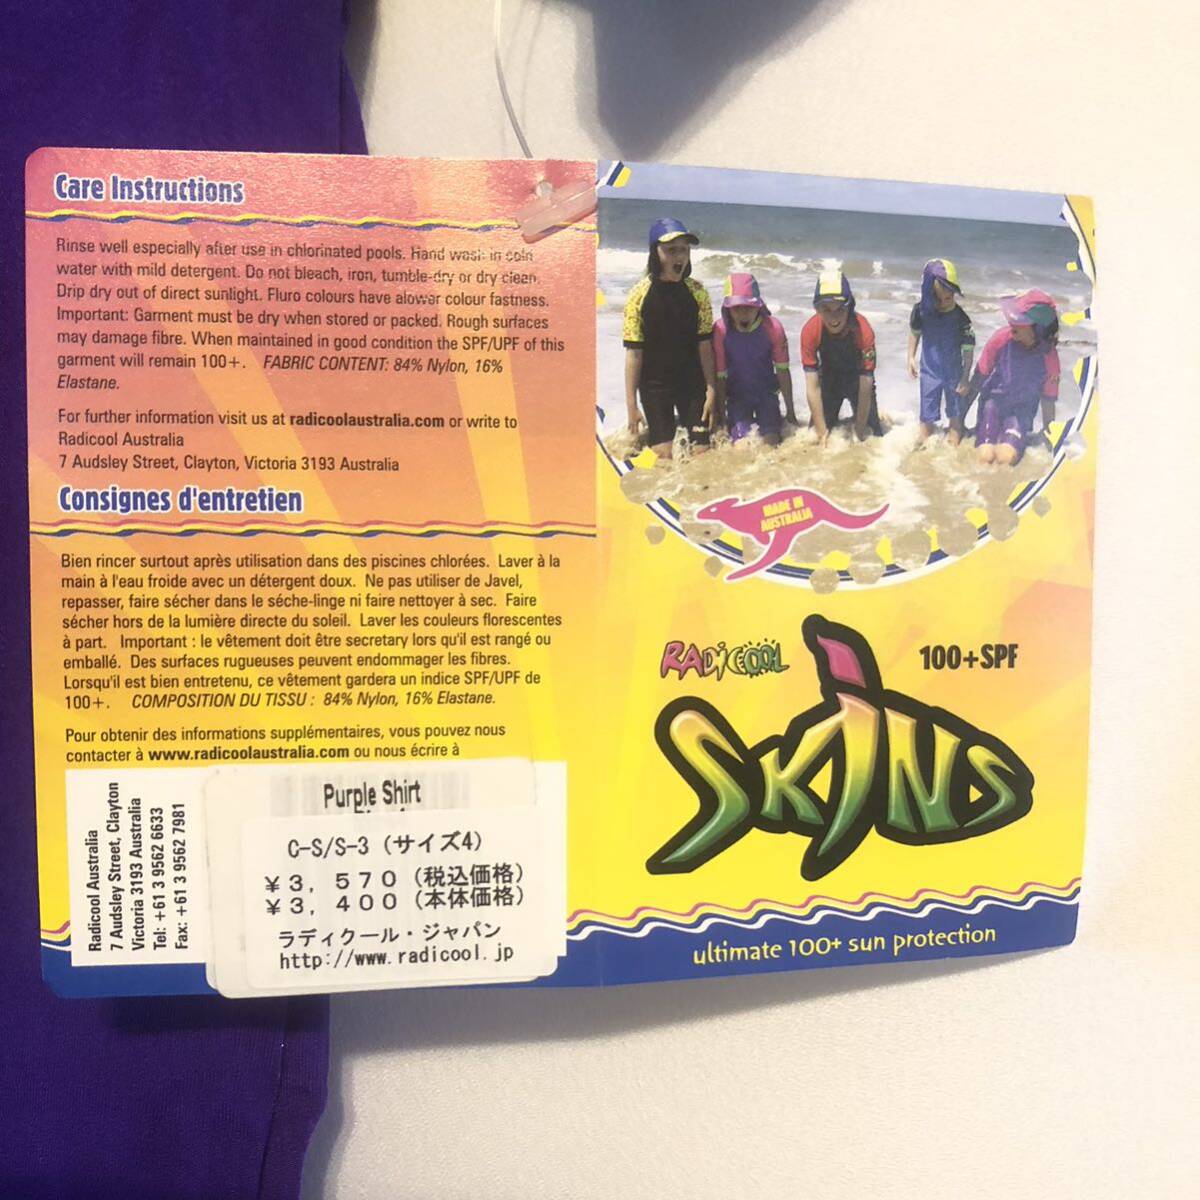 Care Instructions
Rinse well especially after use in chlorinated pools. Hand wash in cold
water with mild detergent. Do not bleach, iron, tumble-dry or dry clean.
Drip dry out of direct sunlight. Fluro colours have a lower colour fastness.
Important: Garment must be dry when stored or packed. Rough surfaces
may damage fibre. When maintained in good condition the SPF/UPF of this
garment will remain 100+. FABRIC CONTENT: 84% Nylon, 16%
Elastane.
For further information visit us at radicoolaustralia.com or write to
Radicool Australia
7 Audsley Street, Clayton, Victoria 3193 Australia
Consignes d'entretien
Bien rincer surtout après utilisation dans des piscines chlorées. Laver à la
main à l'eau froide avec un détergent doux. Ne pas utiliser de Javel,
repasser, faire sécher dans le séche-linge ni faire nettoyer à sec. Faire
sécher hors de la lumière directe du soleil. Laver les couleurs florescentes
à part. Important : le vêtement doit être secretary lors qu'il est rangé ou
emballé. Des surfaces rugueuses peuvent endommager les fibres.
Lorsqu'il est bien entretenu, ce vêtement gardera un indice SPF/UPF de
100+. COMPOSITION DU TISSU : 84% Nylon, 16% Elastane.
Pour obtenir des informations supplémentaires, vous pouvez nous
contacter à www.radicoolaustralia.com ou nous écrire à
Radicool Australia
7 Audsley Street, Clayton
Victoria 3193 Australia
Tel: +61 3 9562 6633
Fax: +61 3 9562 7981
Purple Shirt
C-S/S-3 (サイズ4)
¥3,570(税込価格)
¥3,400(本体価格)
ラディクール・ジャパン
http://www.radicool.jp
MADE IN
AUSTRALIA
RADICOOL
100+SPF
SKINS
ultimate 100+ sun protection